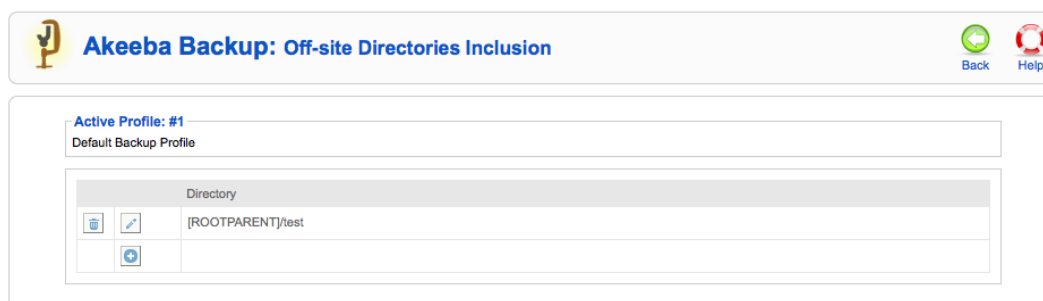 Akeeba Backup: Off-site Directories Inclusion
Back
Help
Active Profile: #1
Default Backup Profile
Directory
[ROOTPARENT]/test